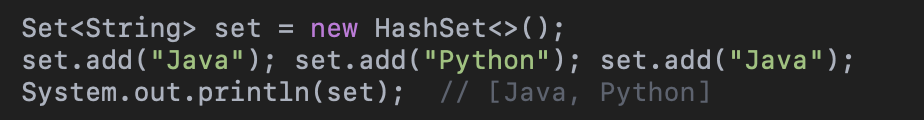 Set<String> set = new HashSet<>();
set.add("Java"); set.add("Python"); set.add("Java");
System.out.println(set);  // [Java, Python]